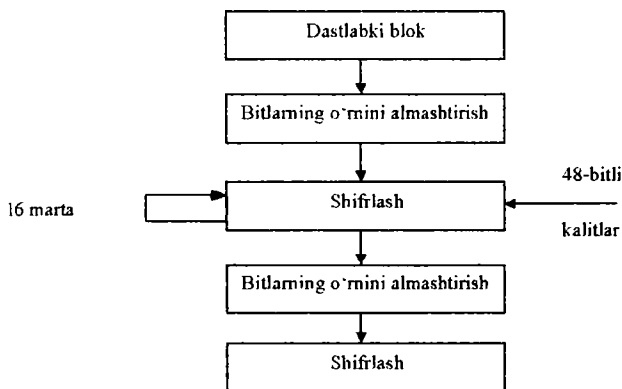 Dastlabki blok
Bitlarning o‘rnini almashtirish
48-bitli
16 marta
Shifrlash
kalitlar
Bitlarning o‘rnini almashtirish
Shifrlash